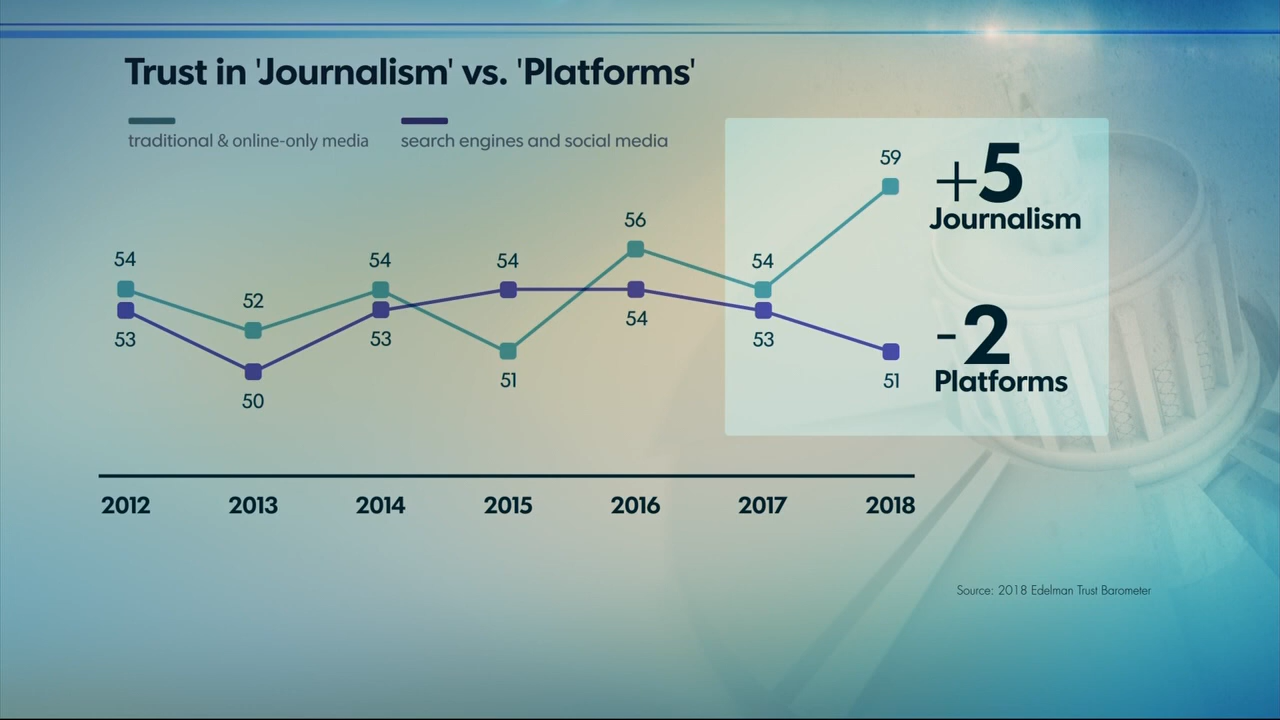 Trust in 'Journalism' vs. 'Platforms'
traditional & online-only media
search engines and social media
54
52
54
54
56
54
59
53
50
53
51
54
53
51
+5
Journalism
-2
Platforms
2012 2013 2014 2015 2016 2017 2018
Source: 2018 Edelman Trust Barometer